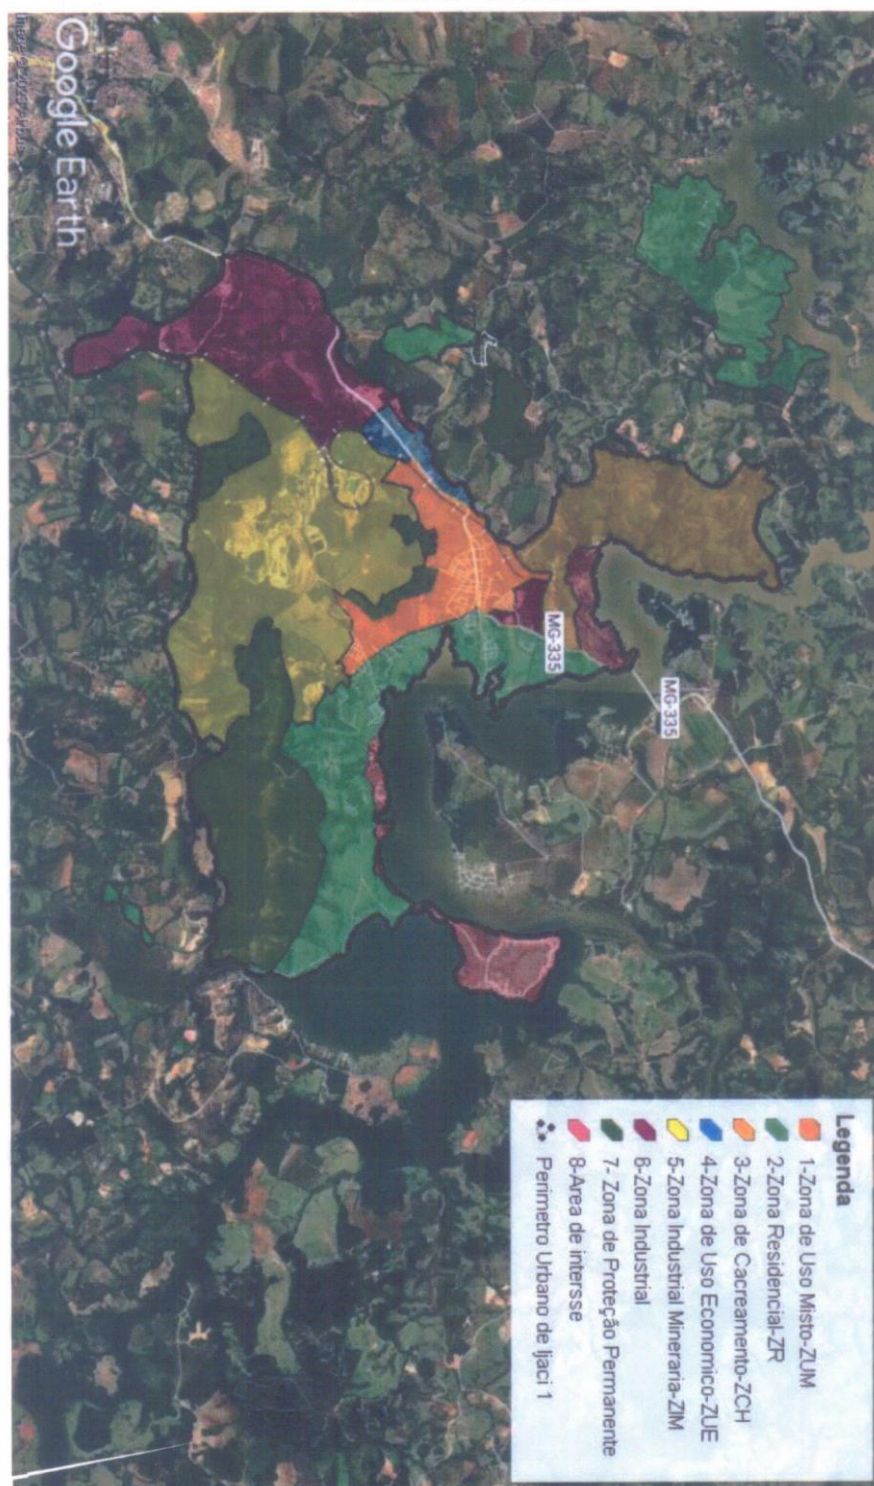 Legenda
1-Zona de Uso Misto-ZUM
2-Zona Residencial-ZR
3-Zona de Cacreamento-ZCH
4-Zona de Uso Economico-ZUE
5-Zona Industrial Mineraria-ZIM
6-Zona Industrial
7- Zona de Proteção Permanente
8-Area de intersse
Perimetro Urbano de Ijaci 1
MG-335
MG-335
Google Earth